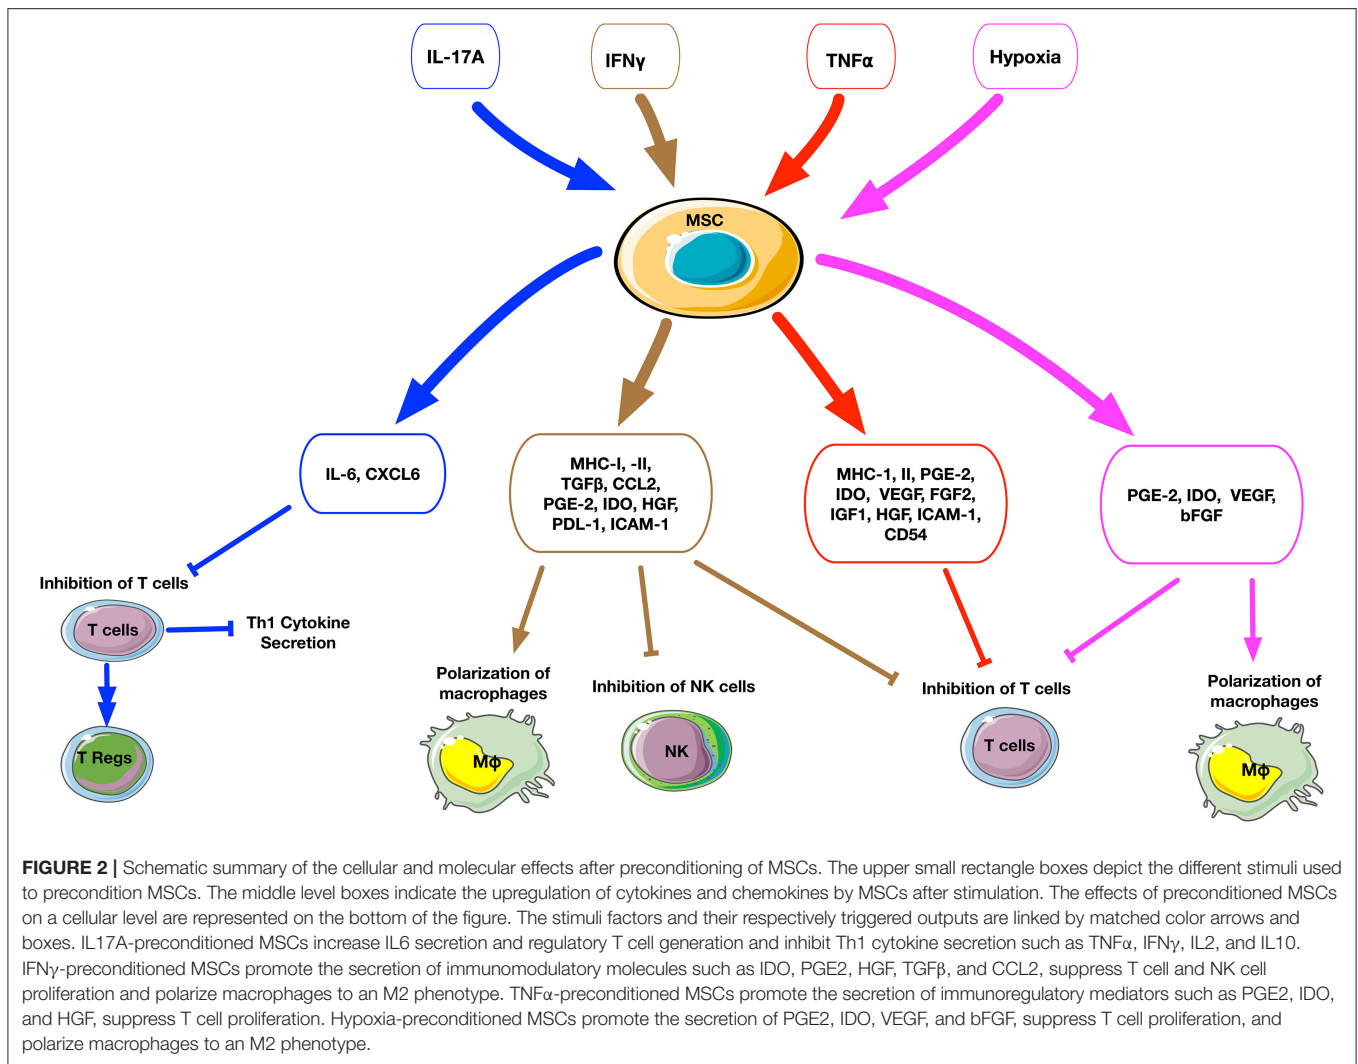 IL-17A
IFNγ
TNFα
Hypoxia
MSC
IL-6, CXCL6
MHC-I, -II,
TGFβ, CCL2,
PGE-2, IDO, HGF,
PDL-1, ICAM-1
MHC-1, II, PGE-2,
IDO, VEGF, FGF2,
IGF1, HGF, ICAM-1,
CD54
PGE-2, IDO, VEGF,
bFGF
Inhibition of T cells
T cells
Th1 Cytokine
Secretion
T Regs
Polarization of
macrophages
Mϕ
Inhibition of NK cells
NK
Inhibition of T cells
T cells
Polarization of
macrophages
Mϕ
FIGURE 2 | Schematic summary of the cellular and molecular effects after preconditioning of MSCs. The upper small rectangle boxes depict the different stimuli used
to precondition MSCs. The middle level boxes indicate the upregulation of cytokines and chemokines by MSCs after stimulation. The effects of preconditioned MSCs
on a cellular level are represented on the bottom of the figure. The stimuli factors and their respectively triggered outputs are linked by matched color arrows and
boxes. IL17A-preconditioned MSCs increase IL6 secretion and regulatory T cell generation and inhibit Th1 cytokine secretion such as TNFα, IFNγ, IL2, and IL10.
IFNγ-preconditioned MSCs promote the secretion of immunomodulatory molecules such as IDO, PGE2, HGF, TGFβ, and CCL2, suppress T cell and NK cell
proliferation and polarize macrophages to an M2 phenotype. TNFα-preconditioned MSCs promote the secretion of immunoregulatory mediators such as PGE2, IDO,
and HGF, suppress T cell proliferation. Hypoxia-preconditioned MSCs promote the secretion of PGE2, IDO, VEGF, and bFGF, suppress T cell proliferation, and
polarize macrophages to an M2 phenotype.